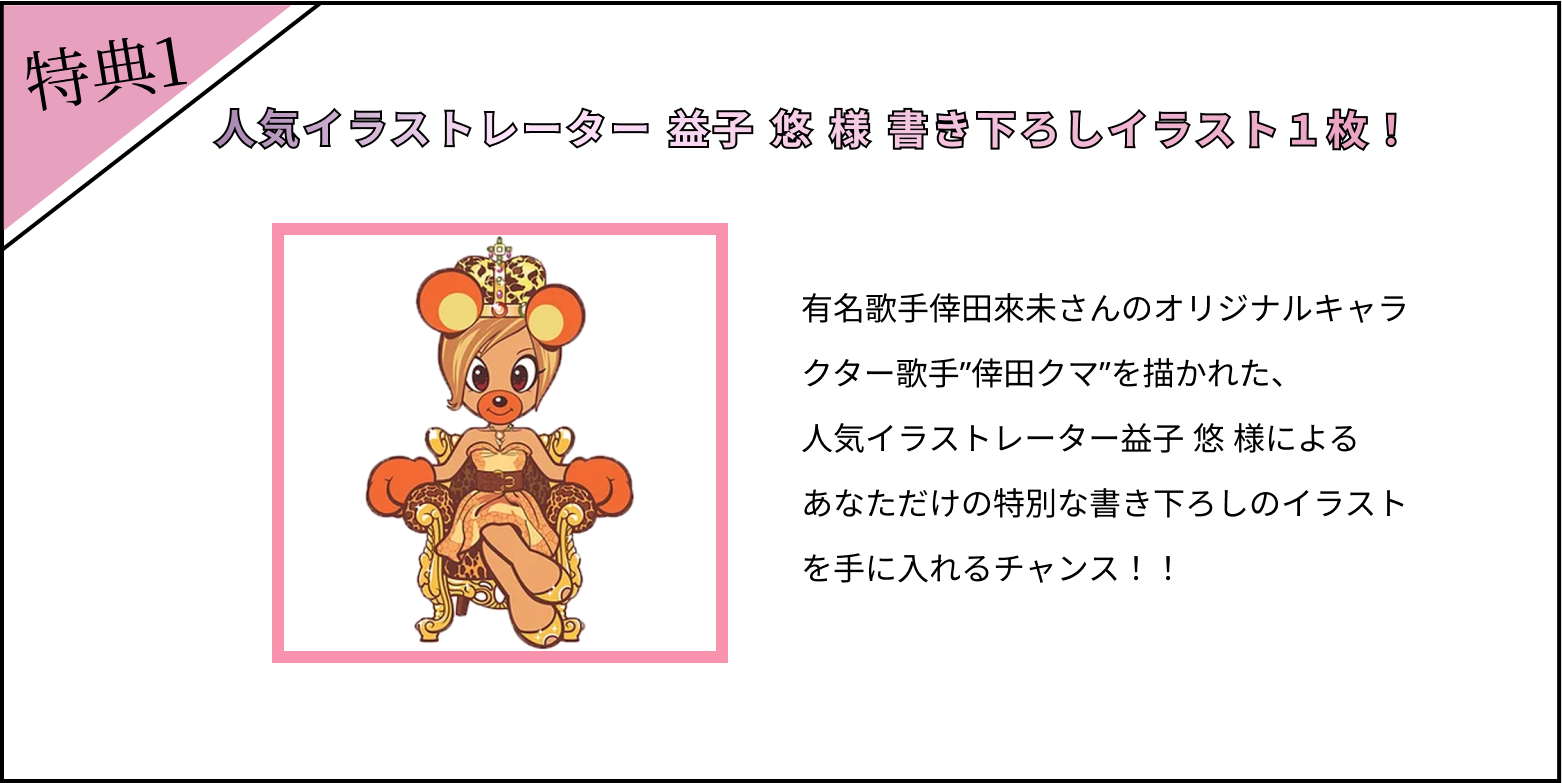 特典1
人気イラストレーター 益子 悠 様 書き下ろしイラスト１枚！
有名歌手倖田來未さんのオリジナルキャラ
クター歌手”倖田クマ”を描かれた、
人気イラストレーター益子 悠 様による
あなただけの特別な書き下ろしのイラスト
を手に入れるチャンス！！